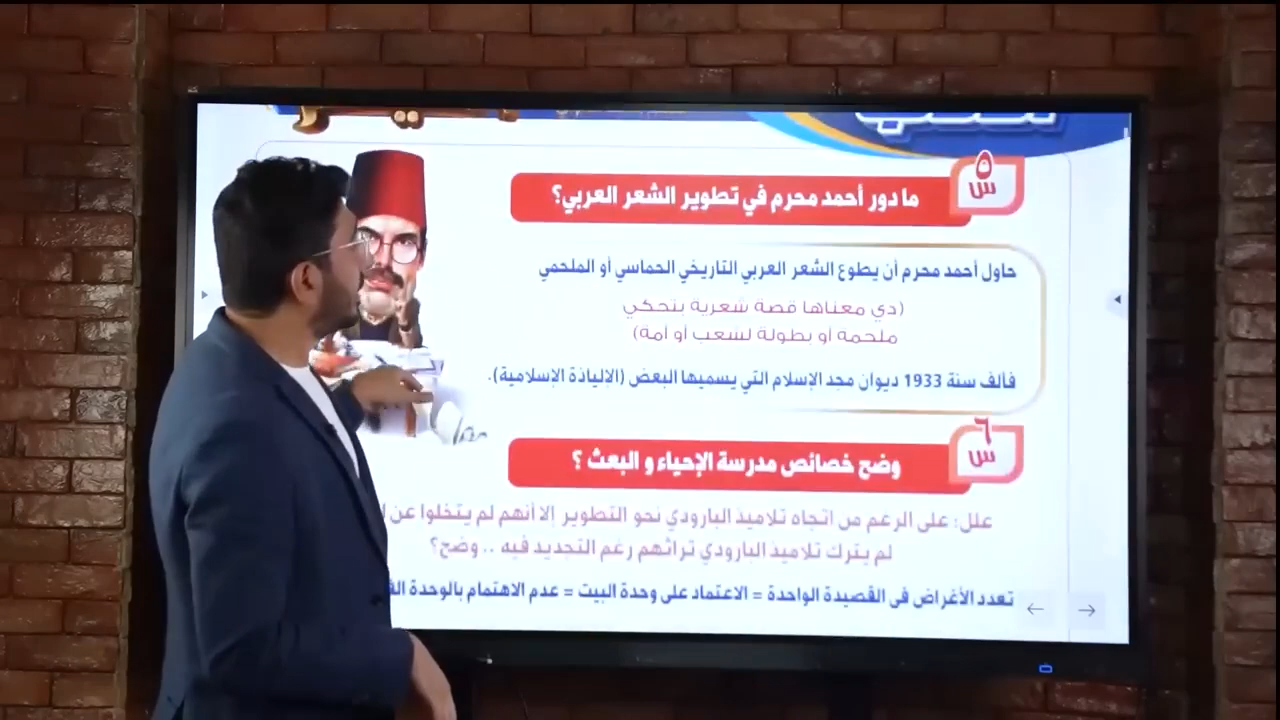 س ٥
ما دور أحمد محرم في تطوير الشعر العربي؟
حاول أحمد محرم أن يطوع الشعر العربي التاريخي الحماسي أو الملحمي
(دي معناها قصة شعرية بتحكي
ملحمة أو بطولة لشعب أو أمة)
فألف سنة 1933 ديوان مجد الإسلام التي يسميها البعض (الإلياذة الإسلامية).
س ٦
وضح خصائص مدرسة الإحياء و البعث ؟
علل: على الرغم من اتجاه تلاميذ البارودي نحو التطوير إلا أنهم لم يتخلوا عن
لم يترك تلاميذ البارودي تراثهم رغم التجديد فيه .. وضح؟
تعدد الأغراض فى القصيدة الواحدة = الاعتماد على وحدة البيت = عدم الاهتمام بالوحدة